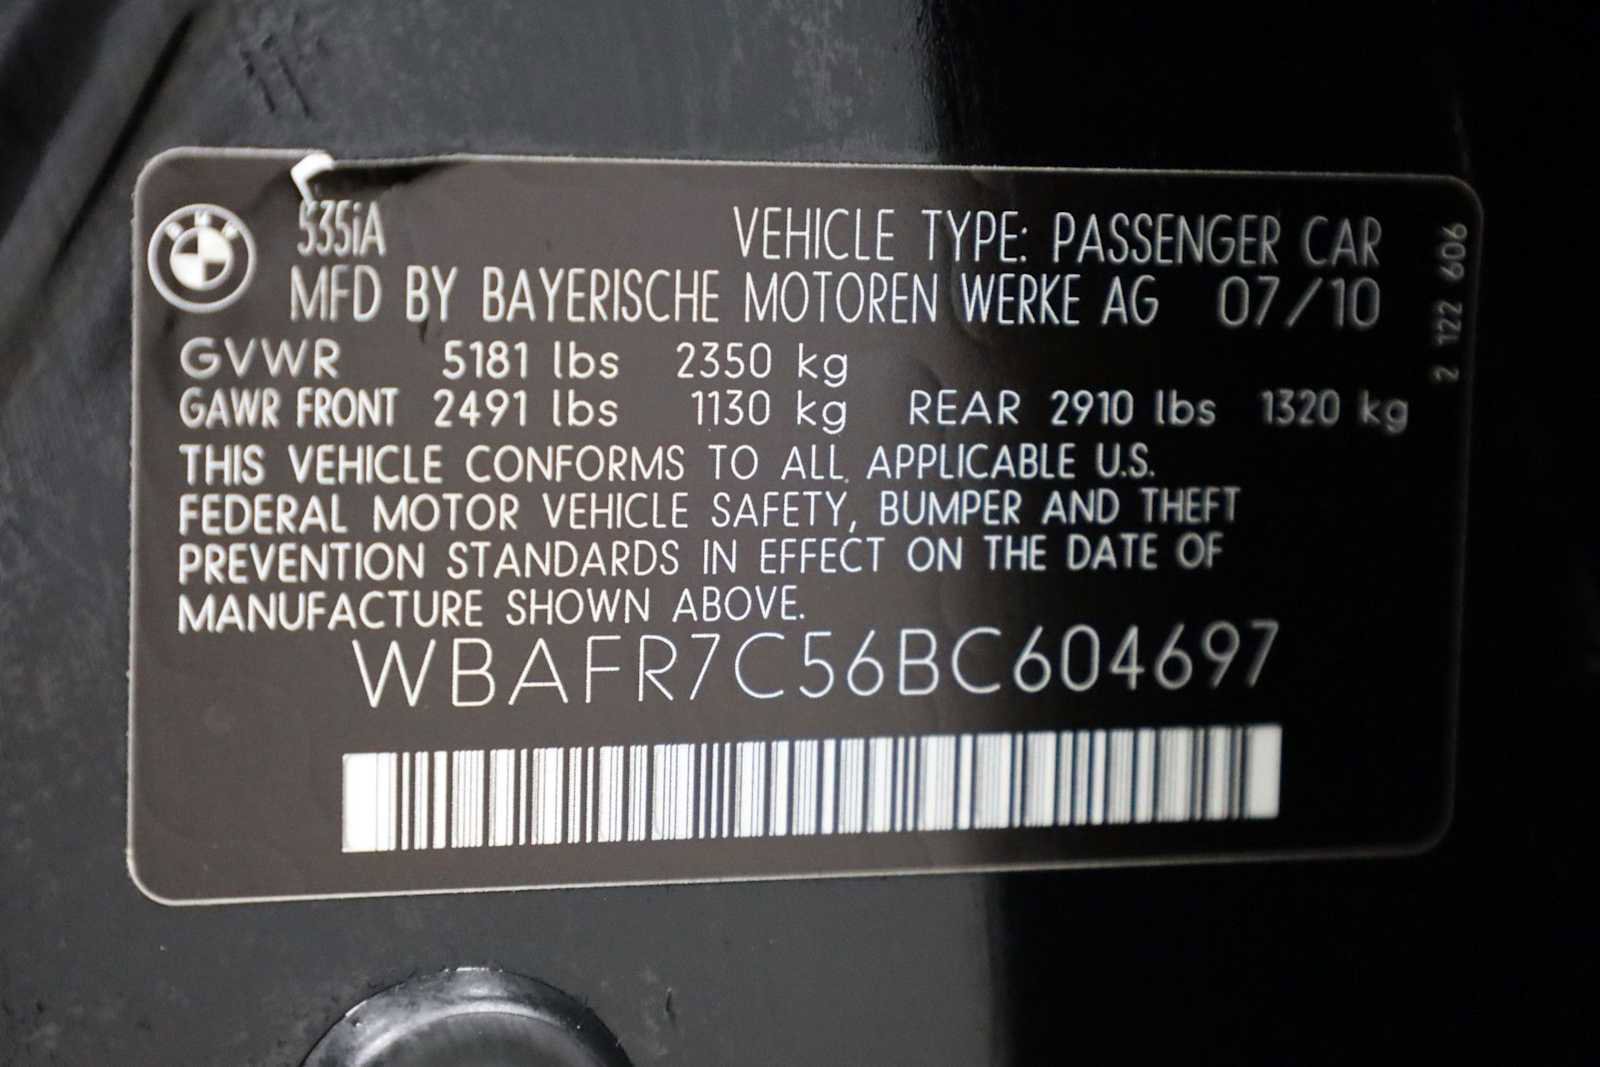 535iA VEHICLE TYPE: PASSENGER CAR
MFD BY BAYERISCHE MOTOREN WERKE AG 07/10
GVWR 5181 lbs 2350 kg
GAWR FRONT 2491 lbs 1130 kg REAR 2910 lbs 1320 kg
THIS VEHICLE CONFORMS TO ALL APPLICABLE U.S.
FEDERAL MOTOR VEHICLE SAFETY, BUMPER AND THEFT
PREVENTION STANDARDS IN EFFECT ON THE DATE OF
MANUFACTURE SHOWN ABOVE.
WBAFR7C56BC604697
2 122 606
BMW